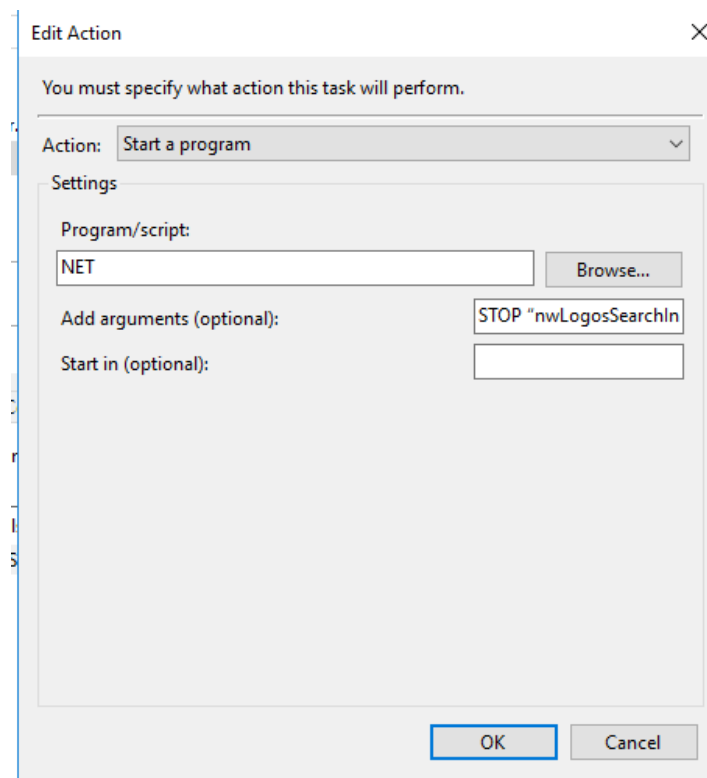 Edit Action
You must specify what action this task will perform.
Action: Start a program
Settings
Program/script:
NET
Browse...
Add arguments (optional): STOP “nwLogosSearchIn
Start in (optional):
OK Cancel